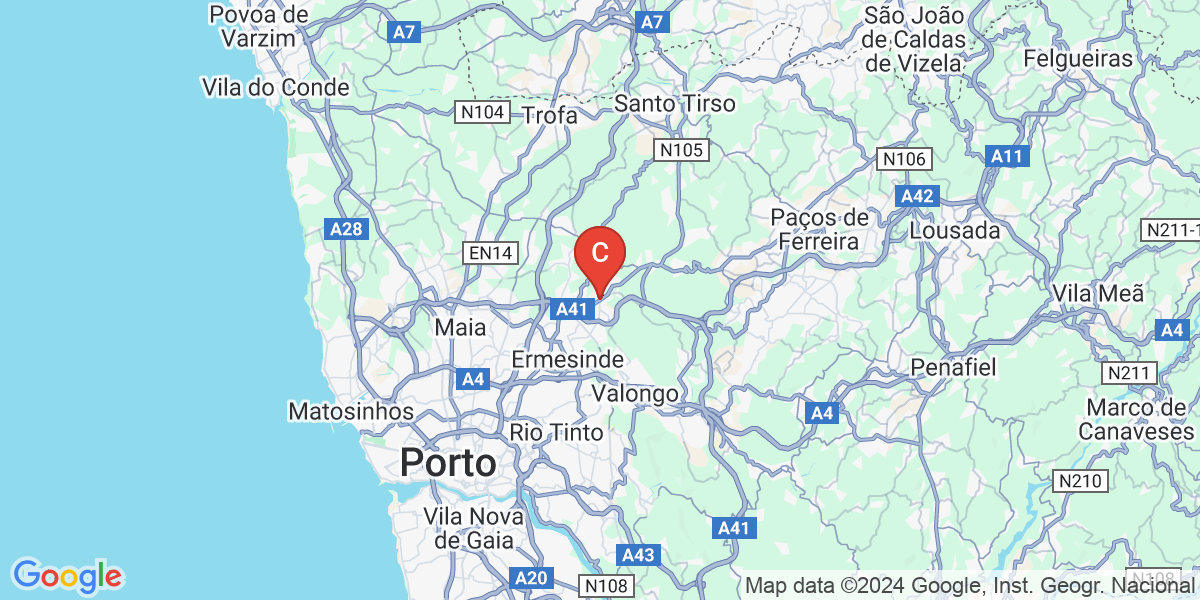 Povoa de
Varzim
A7
A7
São João
de Caldas
de Vizela
Felgueiras
Vila do Conde
N104
Trofa
Santo Tirso
N105
N106
A11
A42
A28
Paços de
Ferreira
Lousada
N211-1
EN14
C
A41
Vila Meã
Maia
A4
Ermesinde
A4
Valongo
Penafiel
N211
Matosinhos
A4
Marco de
Canaveses
Rio Tinto
Porto
N210
Vila Nova
de Gaia
A41
A43
Google
A20
N108
N108
Map data ©2024 Google, Inst. Geogr. Nacional